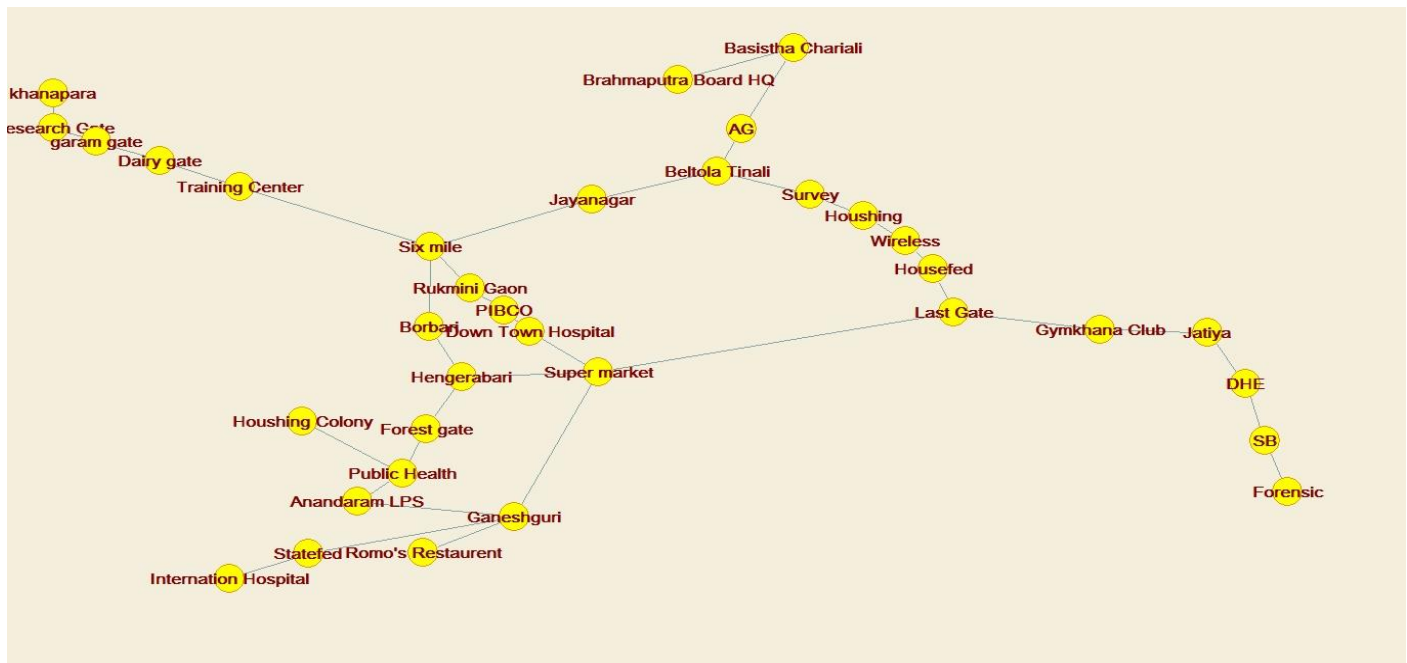 Basistha Chariali
Brahmaputra Board HQ
khanapara
esearch Gate
garam gate
AG
Dairy gate
Beltola Tinali
Training Center
Survey
Jayanagar
Houshing
Wireless
Six mile
Housefed
Rukmini Gaon
PIBCO
Last Gate
Borbari
Down Town Hospital
Gymkhana Club
Jatiya
Super market
Hengerabari
DHE
Houshing Colony
Forest gate
SB
Public Health
Forensic
Anandaram LPS
Ganeshguri
Statefed
Romo's Restaurent
Internation Hospital